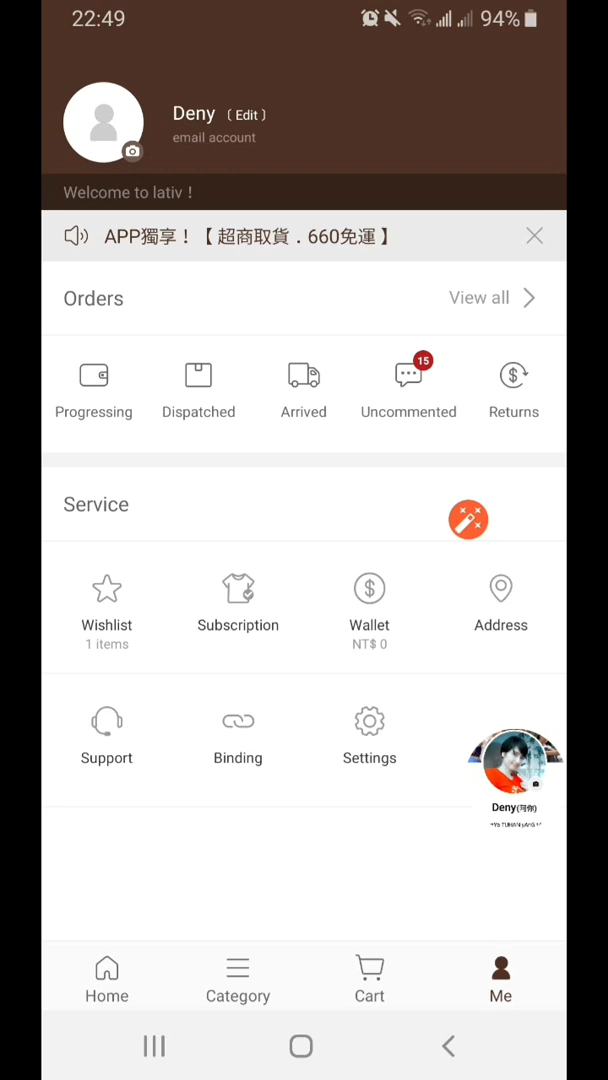 22:49 94%
Deny ( Edit )
email account
Welcome to lativ !
APP獨享！【 超商取貨．660免運 】
Orders View all
15
Progressing Dispatched Arrived Uncommented Returns
Service
Wishlist Subscription Wallet Address
1 items NT$ 0
Support Binding Settings
Deny(珂你)
Home Category Cart Me